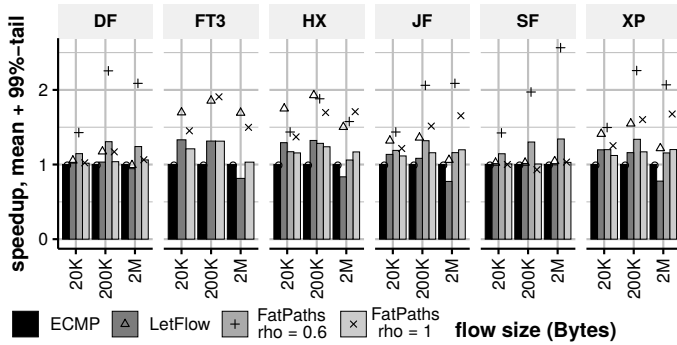 DF FT3 HX JF SF XP
speedup, mean + 99%-tail
2
1
0
20K 200K 2M 20K 200K 2M 20K 200K 2M 20K 200K 2M 20K 200K 2M 20K 200K 2M
ECMP LetFlow FatPaths rho = 0.6 FatPaths rho = 1 flow size (Bytes)